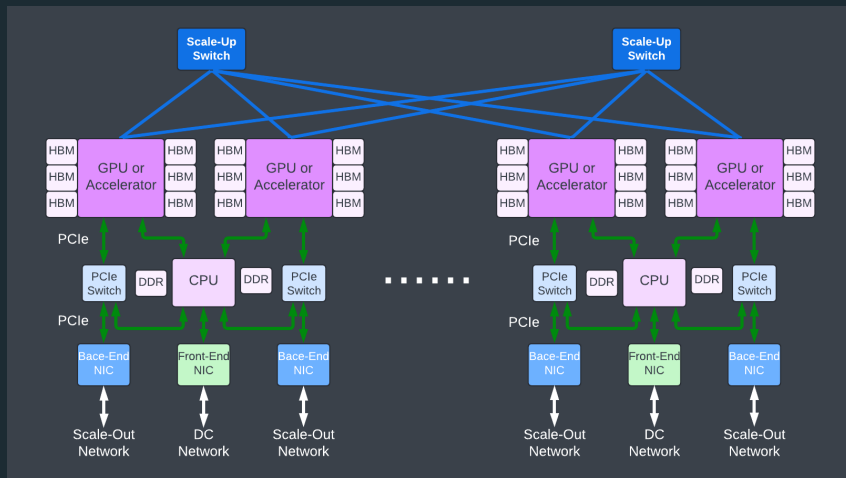 Scale-Up
Switch
Scale-Up
Switch
HBM
HBM
HBM
GPU or
Accelerator
HBM
HBM
HBM
HBM
HBM
HBM
GPU or
Accelerator
HBM
HBM
HBM
HBM
HBM
HBM
GPU or
Accelerator
HBM
HBM
HBM
HBM
HBM
HBM
GPU or
Accelerator
HBM
HBM
HBM
PCIe
PCIe
PCIe
Switch
DDR
CPU
DDR
PCIe
Switch
......
PCIe
Switch
DDR
CPU
DDR
PCIe
Switch
PCIe
PCIe
Bace-End
NIC
Front-End
NIC
Bace-End
NIC
Bace-End
NIC
Front-End
NIC
Bace-End
NIC
Scale-Out
Network
DC
Network
Scale-Out
Network
Scale-Out
Network
DC
Network
Scale-Out
Network